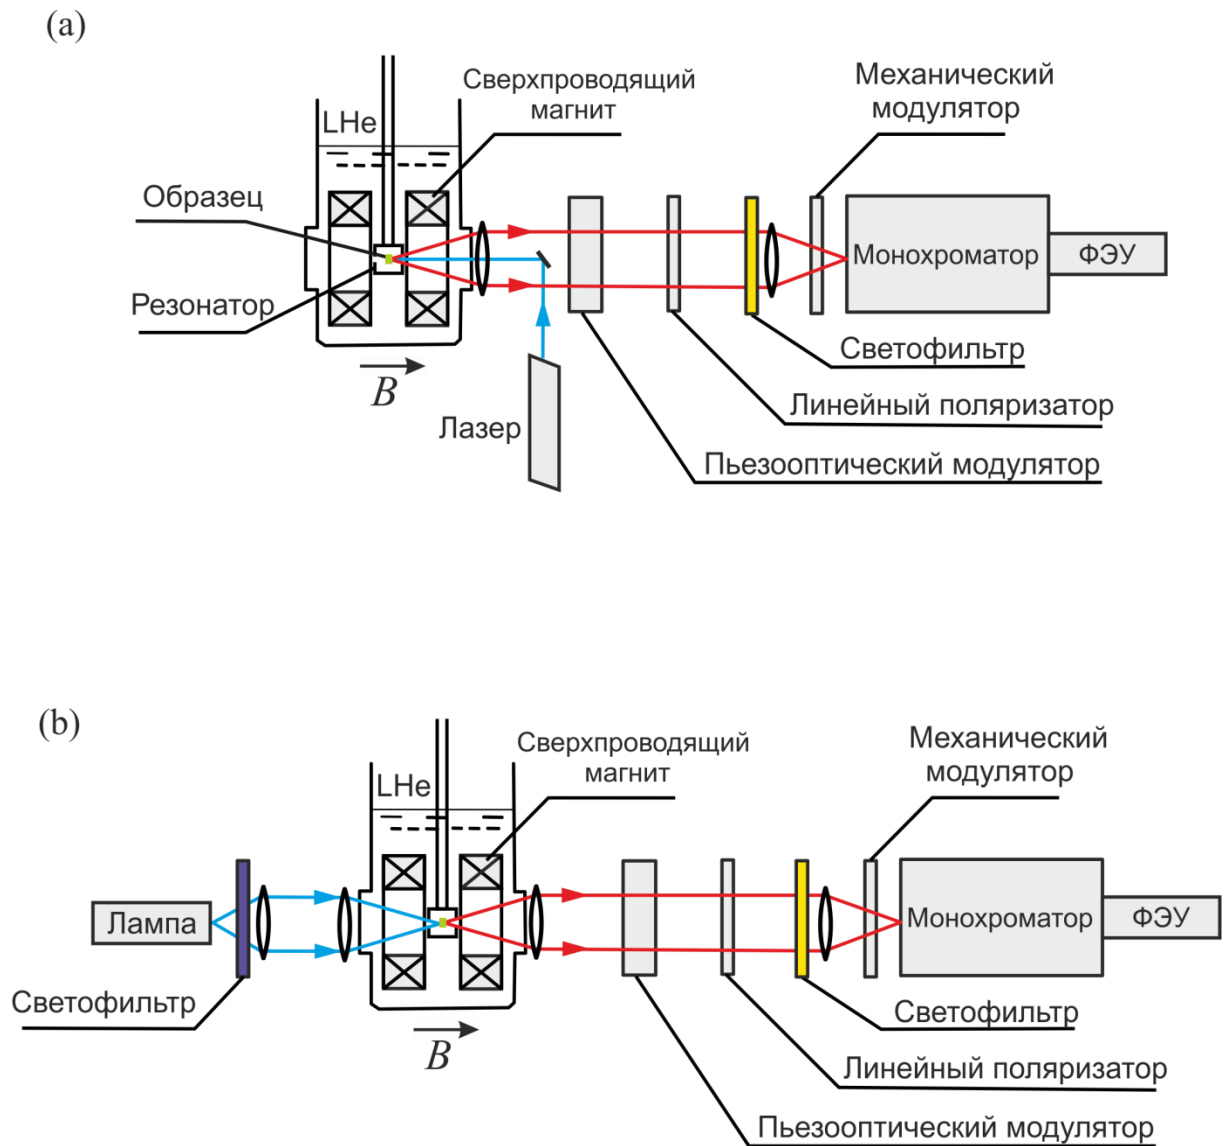 (a)
Сверхпроводящий
магнит
Механический
модулятор
LHe
Образец
Монохроматор
ФЭУ
Резонатор
Светофильтр
B
Лазер
Линейный поляризатор
Пьезооптический модулятор
(b)
Сверхпроводящий
магнит
Механический
модулятор
LHe
Лампа
Монохроматор
ФЭУ
Светофильтр
Светофильтр
B
Линейный поляризатор
Пьезооптический модулятор